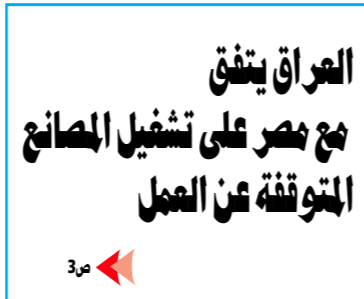 العراق يتفق
مع مصر على تشغيل المصانع
المتوقفة عن العمل
ص3